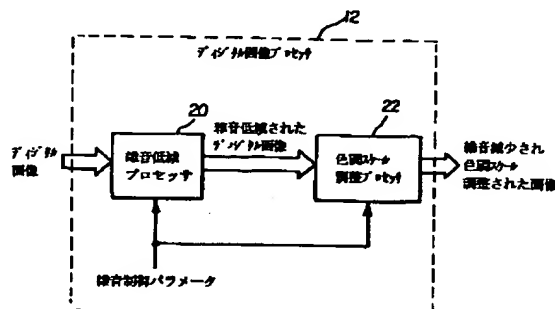 12
ディジタル画像プロセッサ
20
22
ディジタル
画像
雑音低減
プロセッサ
雑音低減された
ディジタル画像
色調スケール
調整プロセッサ
雑音減少され
色調スケール
調整された画像
雑音制御パラメータ